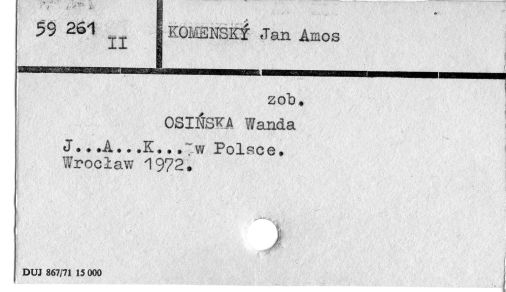 59 261
II
KOMENSKÝ Jan Amos
zob.
OSIŃSKA Wanda
J...A...K... w Polsce.
Wrocław 1972.
DUJ 867/71 15 000